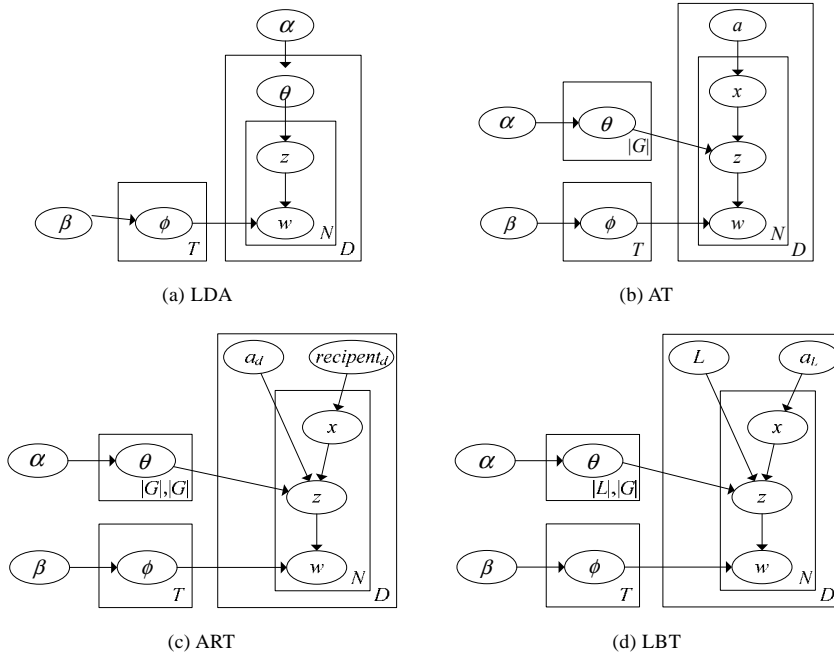 α
θ
z
β
ϕ
w
N
T
D
(a) LDA
a
x
α
θ
|G|
z
β
ϕ
w
N
T
D
(b) AT
a_d
recipent_d
x
α
θ
|G|,|G|
z
β
ϕ
w
N
T
D
(c) ART
L
a_L
x
α
θ
|L|,|G|
z
β
ϕ
w
N
T
D
(d) LBT